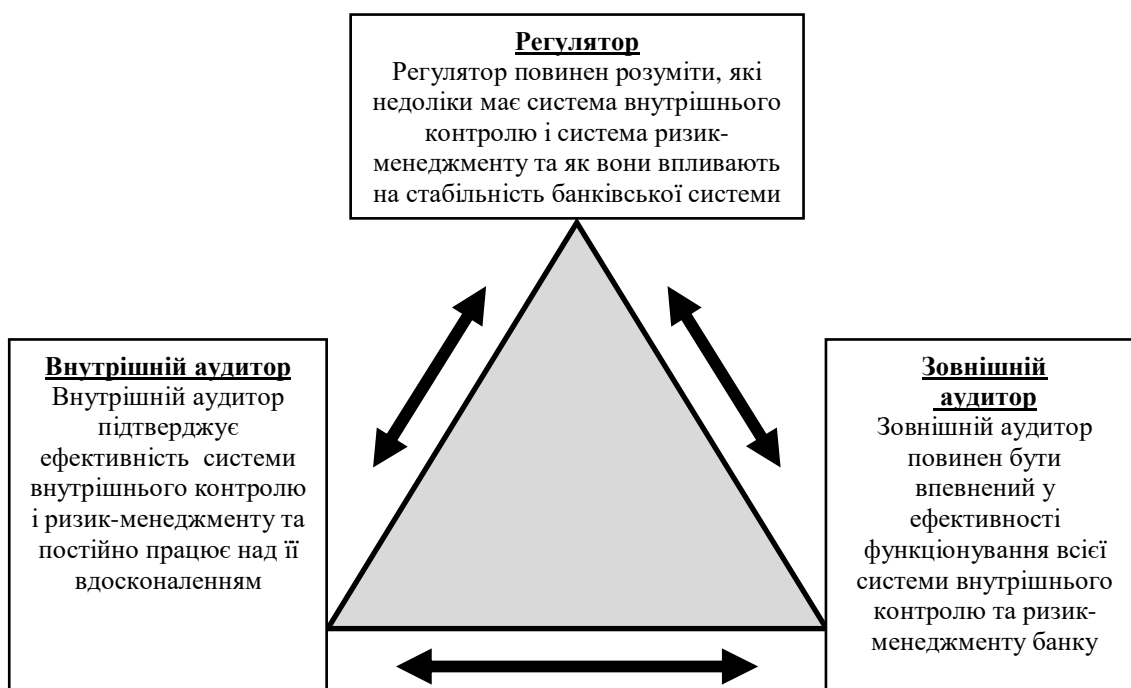 Регулятор
Регулятор повинен розуміти, які
недоліки має система внутрішнього
контролю і система ризик-
менеджменту та як вони впливають
на стабільність банківської системи
Внутрішній аудитор
Внутрішній аудитор
підтверджує
ефективність системи
внутрішнього контролю
і ризик-менеджменту та
постійно працює над її
вдосконаленням
Зовнішній
аудитор
Зовнішній аудитор
повинен бути
впевнений у
ефективності
функціонування всієї
системи внутрішнього
контролю та ризик-
менеджменту банку